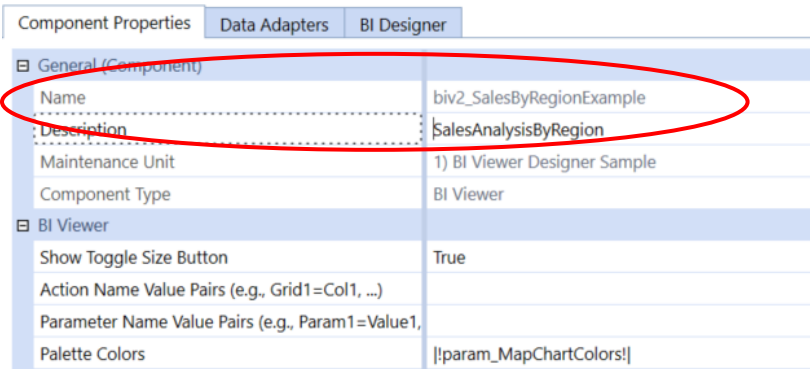 Component Properties Data Adapters BI Designer
General (Component)
Name biv2_SalesByRegionExample
Description SalesAnalysisByRegion
Maintenance Unit 1) BI Viewer Designer Sample
Component Type BI Viewer
BI Viewer
Show Toggle Size Button True
Action Name Value Pairs (e.g., Grid1=Col1, ...)
Parameter Name Value Pairs (e.g., Param1=Value1,
Palette Colors |!param_MapChartColors!|